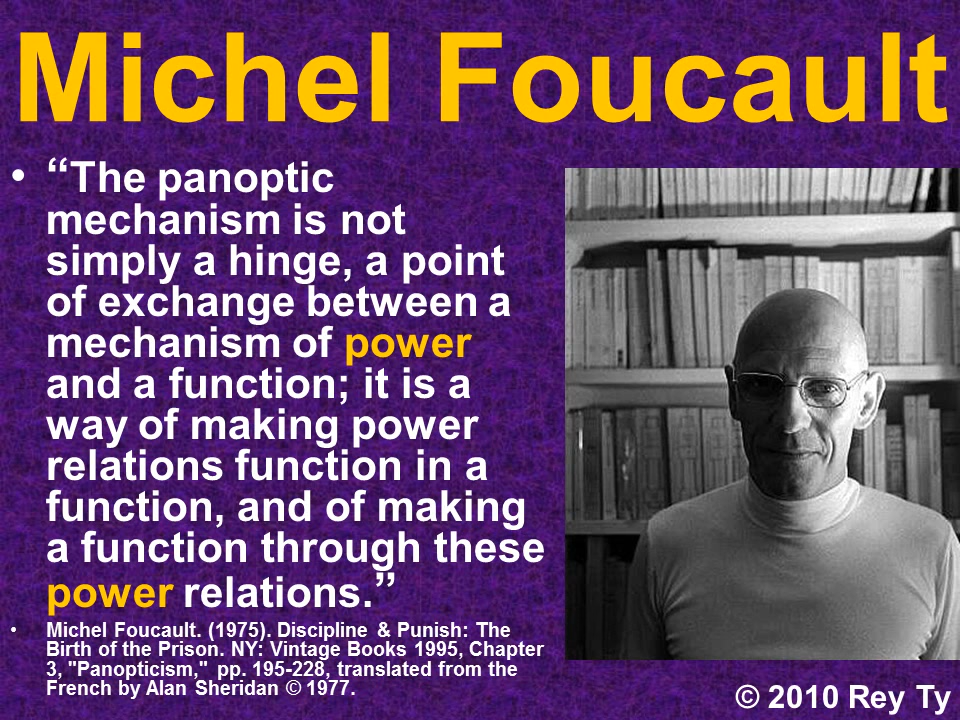 Michel Foucault
• “The panoptic
mechanism is not
simply a hinge, a point
of exchange between a
mechanism of power
and a function; it is a
way of making power
relations function in a
function, and of making
a function through these
power relations.”
• Michel Foucault. (1975). Discipline & Punish: The
Birth of the Prison. NY: Vintage Books 1995, Chapter
3, "Panopticism," pp. 195-228, translated from the
French by Alan Sheridan © 1977.
© 2010 Rey Ty